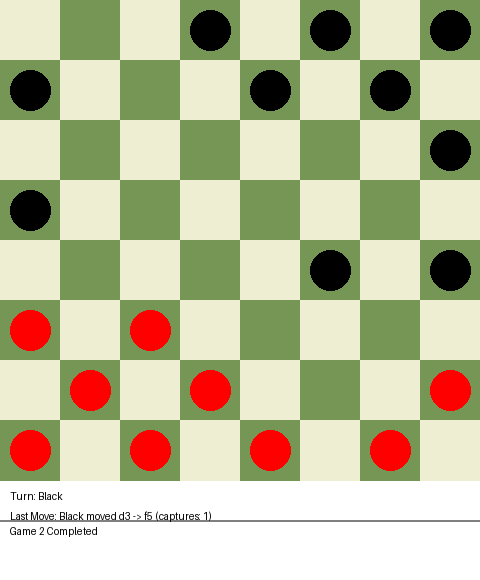 Turn: Black
Last Move: Black moved d3 -> f5 (captures: 1)
Game 2 Completed